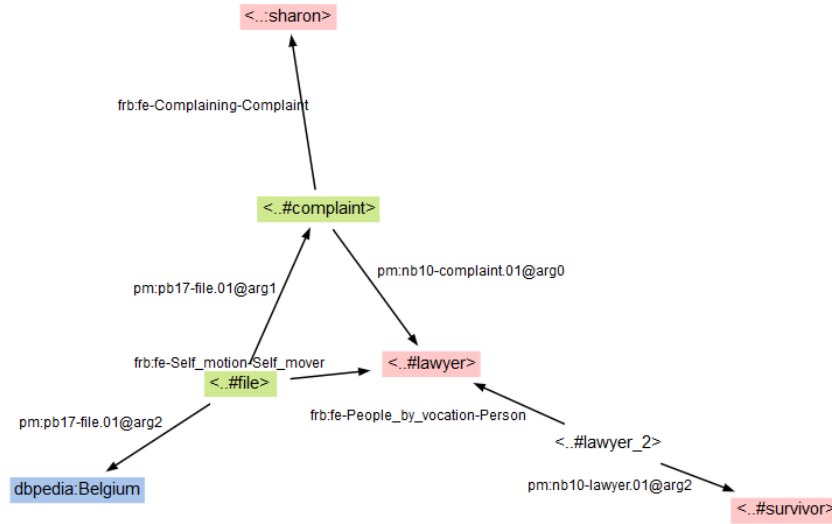 <..:sharon>
frb:fe-Complaining-Complaint
<..#complaint>
pm:nb10-complaint.01@arg0
pm:pb17-file.01@arg1
frb:fe-Self_motion-Self_mover
<..#lawyer>
<..#file>
frb:fe-People_by_vocation-Person
pm:pb17-file.01@arg2
<..#lawyer_2>
pm:nb10-lawyer.01@arg2
dbpedia:Belgium
<..#survivor>